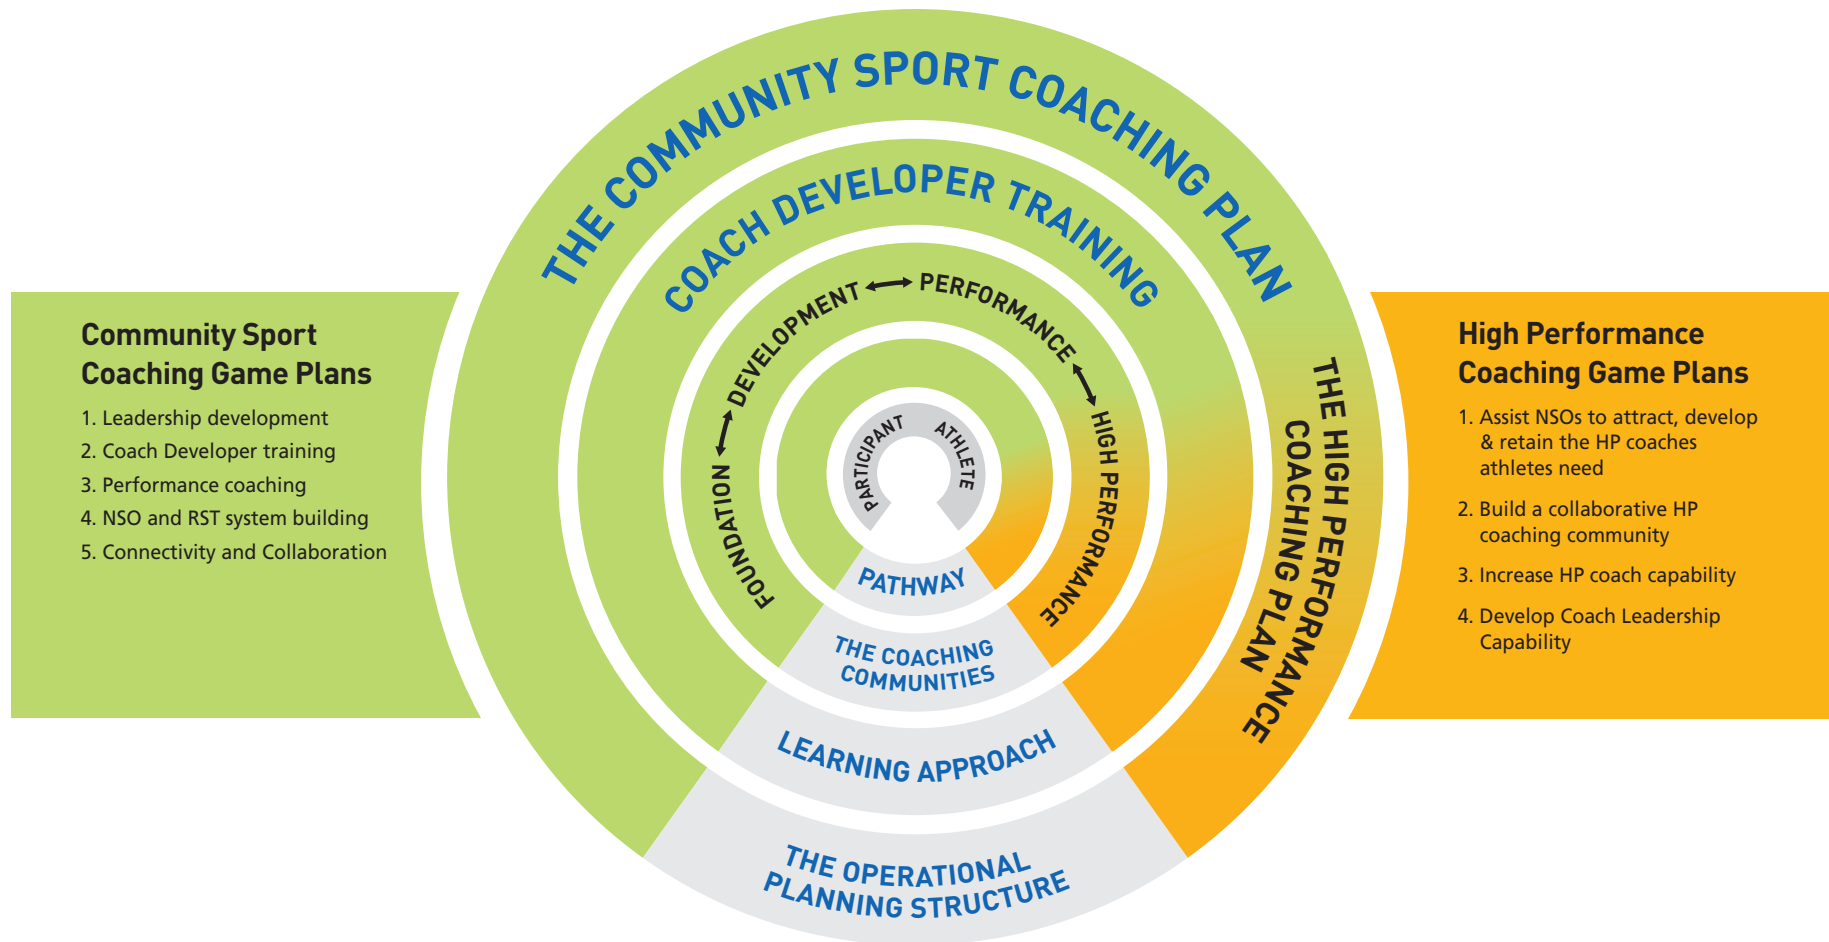 THE COMMUNITY SPORT COACHING PLAN
COACH DEVELOPER TRAINING
FOUNDATION
DEVELOPMENT
PERFORMANCE
HIGH PERFORMANCE
PARTICIPANT
ATHLETE
PATHWAY
THE COACHING
COMMUNITIES
LEARNING APPROACH
THE OPERATIONAL
PLANNING STRUCTURE
THE HIGH PERFORMANCE
COACHING PLAN
Community Sport
Coaching Game Plans
1. Leadership development
2. Coach Developer training
3. Performance coaching
4. NSO and RST system building
5. Connectivity and Collaboration
High Performance
Coaching Game Plans
1. Assist NSOs to attract, develop
& retain the HP coaches
athletes need
2. Build a collaborative HP
coaching community
3. Increase HP coach capability
4. Develop Coach Leadership
Capability